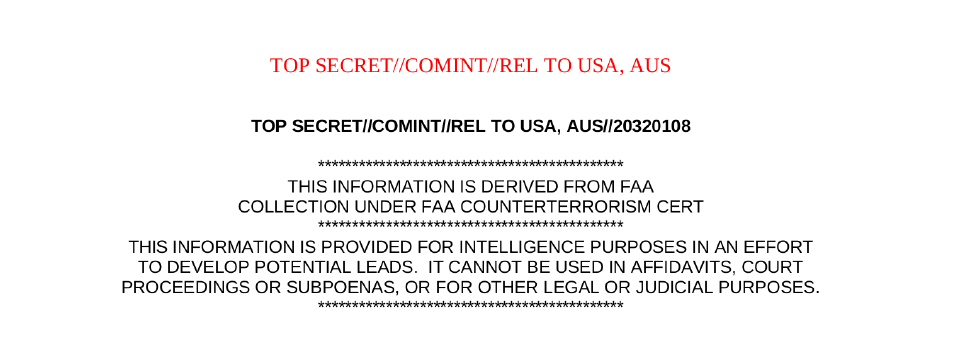 TOP SECRET//COMINT//REL TO USA, AUS
TOP SECRET//COMINT//REL TO USA, AUS//20320108
*********************************************
THIS INFORMATION IS DERIVED FROM FAA
COLLECTION UNDER FAA COUNTERTERRORISM CERT
*********************************************
THIS INFORMATION IS PROVIDED FOR INTELLIGENCE PURPOSES IN AN EFFORT
TO DEVELOP POTENTIAL LEADS.  IT CANNOT BE USED IN AFFIDAVITS, COURT
PROCEEDINGS OR SUBPOENAS, OR FOR OTHER LEGAL OR JUDICIAL PURPOSES.
*********************************************